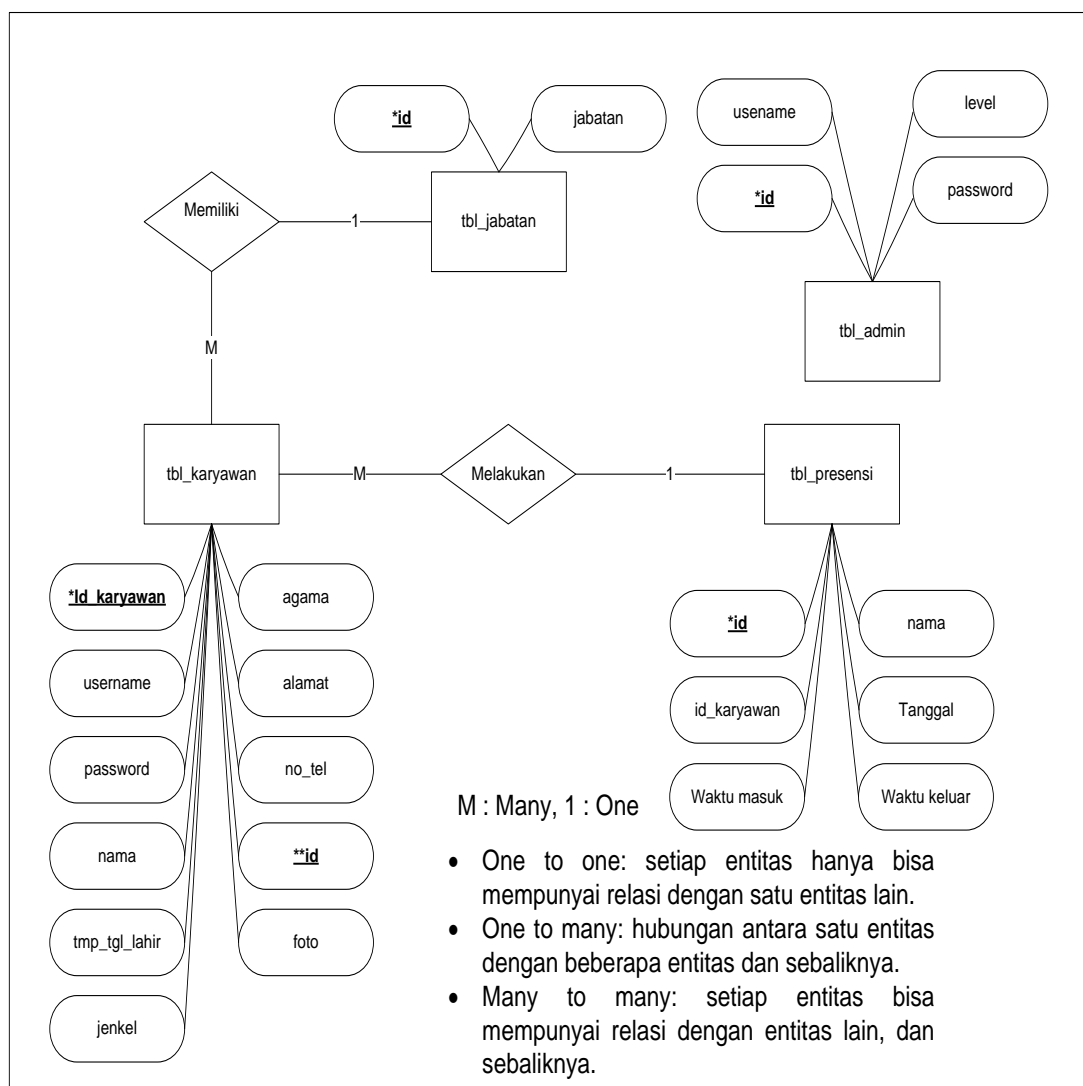 *id
jabatan
usename
level
*id
password
Memiliki
1
tbl_jabatan
tbl_admin
M
tbl_karyawan
M
Melakukan
1
tbl_presensi
*Id_karyawan
agama
username
alamat
password
no_tel
nama
**id
tmp_tgl_lahir
foto
jenkel
*id
nama
id_karyawan
Tanggal
Waktu masuk
Waktu keluar
M : Many, 1 : One
• One to one: setiap entitas hanya bisa
mempunyai relasi dengan satu entitas lain.
• One to many: hubungan antara satu entitas
dengan beberapa entitas dan sebaliknya.
• Many to many: setiap entitas bisa
mempunyai relasi dengan entitas lain, dan
sebaliknya.